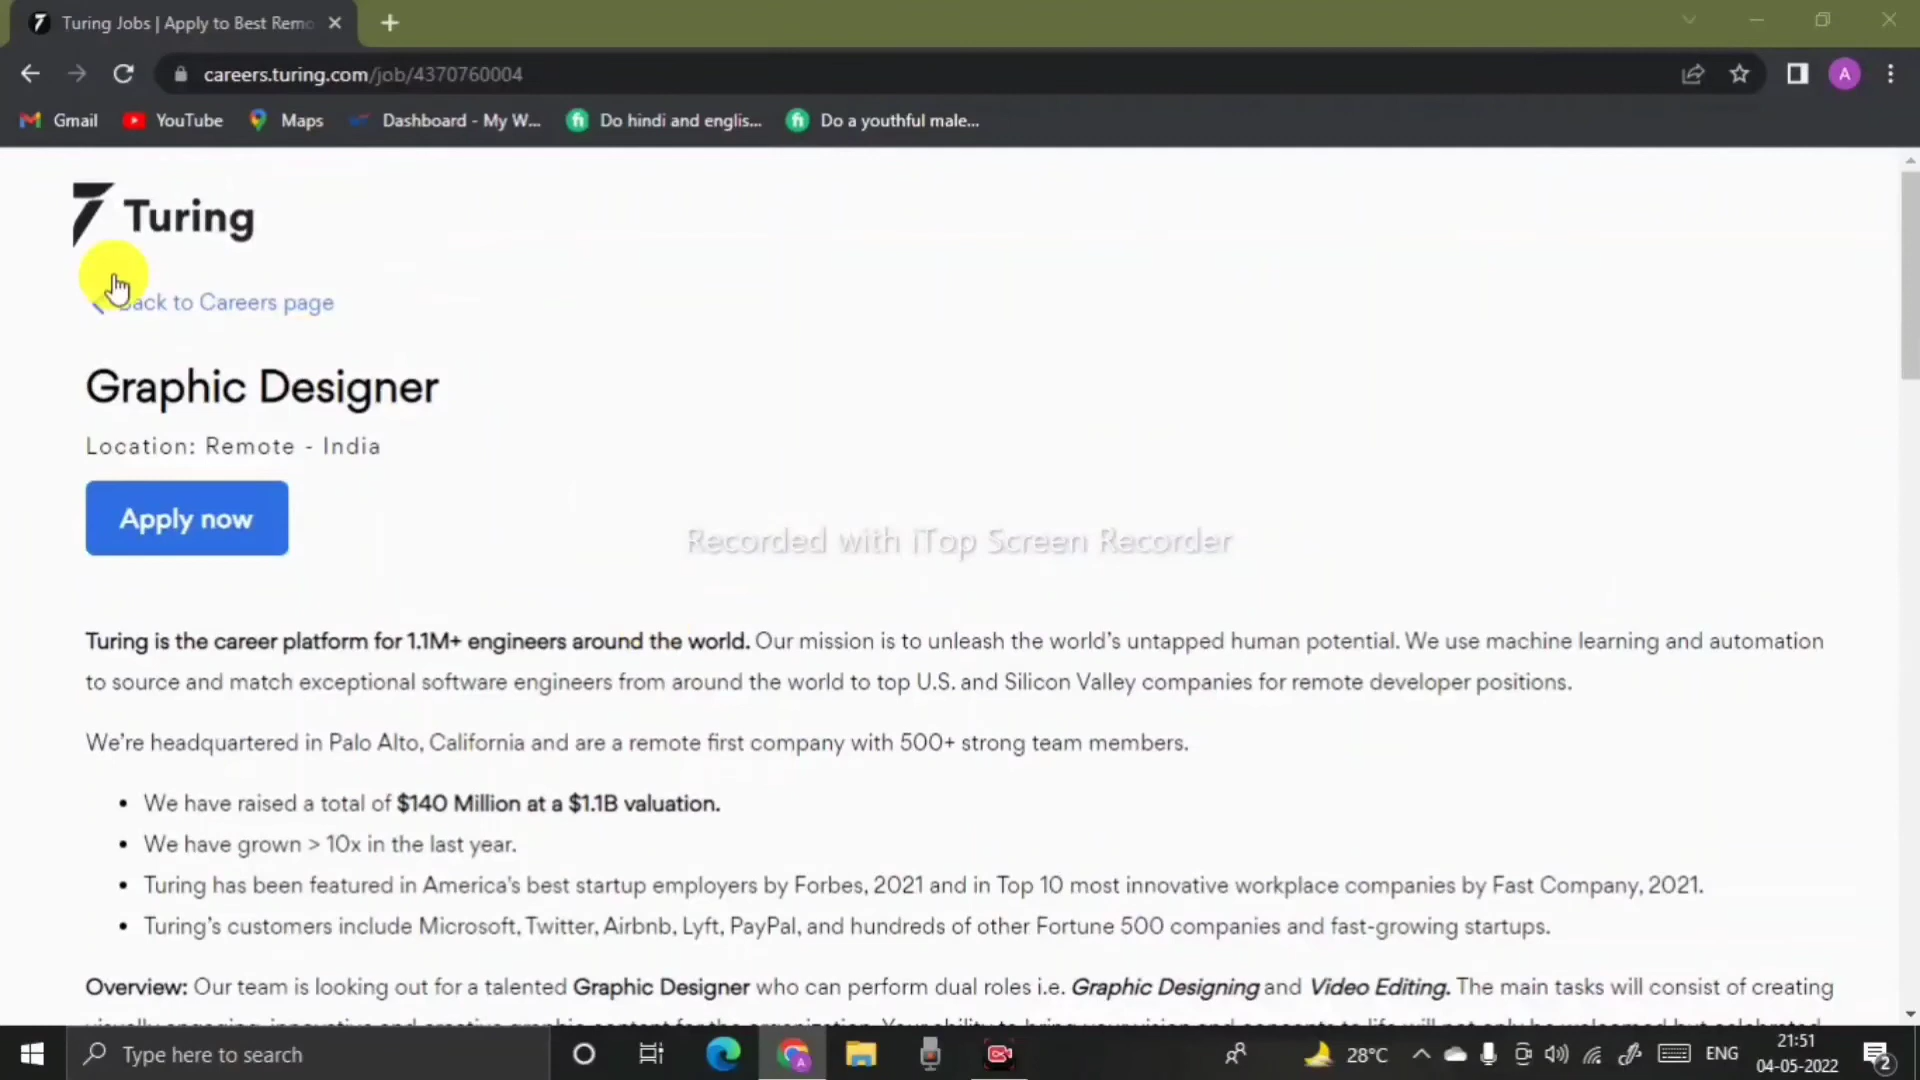 Turing Jobs | Apply to Best Remo
careers.turing.com/job/4370760004
A
Gmail
YouTube
Maps
Dashboard - My W...
Do hindi and englis...
Do a youthful male...
Turing
Back to Careers page
Graphic Designer
Location: Remote - India
Apply now
Recorded with iTop Screen Recorder
Turing is the career platform for 1.1M+ engineers around the world. Our mission is to unleash the world's untapped human potential. We use machine learning and automation
to source and match exceptional software engineers from around the world to top U.S. and Silicon Valley companies for remote developer positions.
We're headquartered in Palo Alto, California and are a remote first company with 500+ strong team members.
• We have raised a total of $140 Million at a $1.1B valuation.
• We have grown > 10x in the last year.
• Turing has been featured in America's best startup employers by Forbes, 2021 and in Top 10 most innovative workplace companies by Fast Company, 2021.
• Turing's customers include Microsoft, Twitter, Airbnb, Lyft, PayPal, and hundreds of other Fortune 500 companies and fast-growing startups.
Overview: Our team is looking out for a talented Graphic Designer who can perform dual roles i.e. Graphic Designing and Video Editing. The main tasks will consist of creating
Type here to search
28°C
ENG
21:51
04-05-2022
2